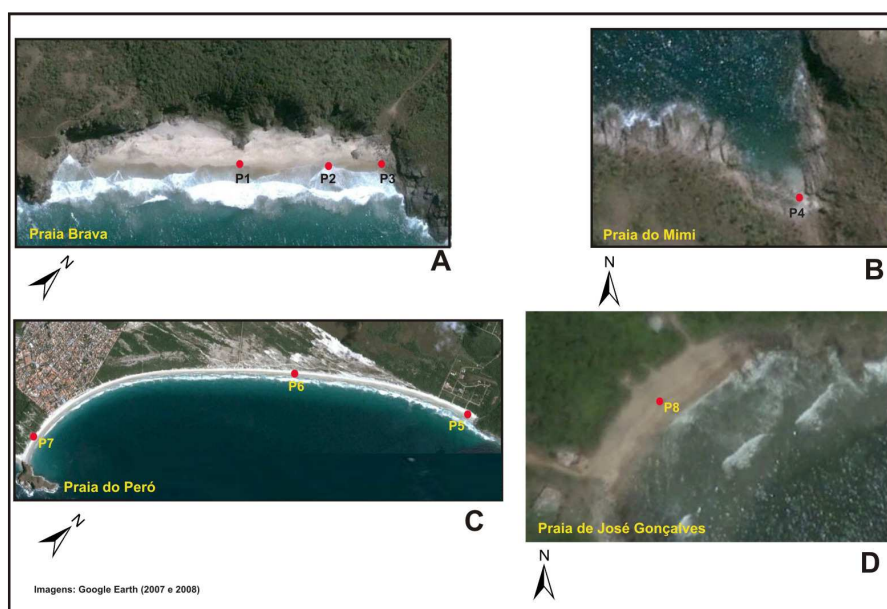 P1
P2
P3
Praia Brava
A
N
P4
Praia do Mimi
B
N
P6
P5
P7
Praia do Peró
C
N
P8
Praia de José Gonçalves
D
N
Imagens: Google Earth (2007 e 2008)